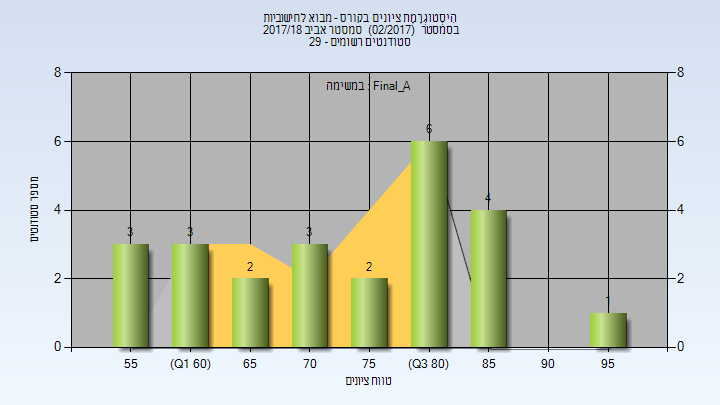 היסטוגרמת ציונים בקורס - מבוא לחישוביות
בסמסטר (02/2017) סמסטר אביב 2017/18
סטודנטים רשומים - 29
במשימה : Final_A
8 8
6 6
4 4
2 2
0 0
3 3 2 3 2 6 4 1
מספר סטודנטים
55 (Q1 60) 65 70 75 (Q3 80) 85 90 95
טווח ציונים